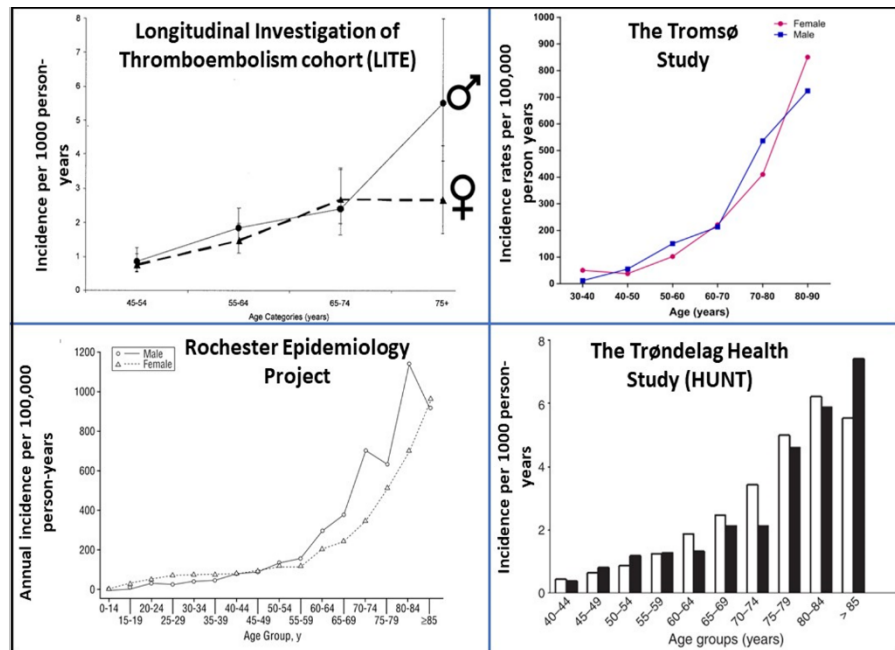 Longitudinal Investigation of
Thromboembolism cohort (LITE)
Incidence per 1000 person-
years
8
7
6
5
4
3
2
1
0
45-54
55-64
65-74
75+
Age Categories (years)
♂
♀
The Tromsø
Study
Female
Male
Incidence rates per 100,000
person years
1000
900
800
700
600
500
400
300
200
100
0
30-40
40-50
50-60
60-70
70-80
80-90
Age (years)
Rochester Epidemiology
Project
Male
Female
Annual incidence per 100,000
person-years
1200
1000
800
600
400
200
0
0-14
15-19
20-24
25-29
30-34
35-39
40-44
45-49
50-54
55-59
60-64
65-69
70-74
75-79
80-84
≥85
Age Group, y
The Trøndelag Health
Study (HUNT)
Incidence per 1000 person-
years
8
6
4
2
0
40–44
45–49
50–54
55–59
60–64
65–69
70–74
75–79
80–84
> 85
Age groups (years)